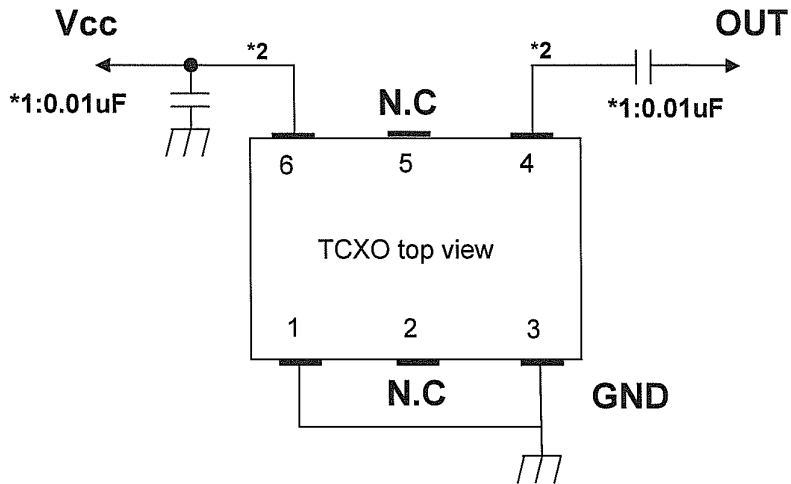 Vcc
OUT
*2
*2
*1:0.01uF
N.C
*1:0.01uF
6
5
4
TCXO top view
1
2
3
N.C
GND